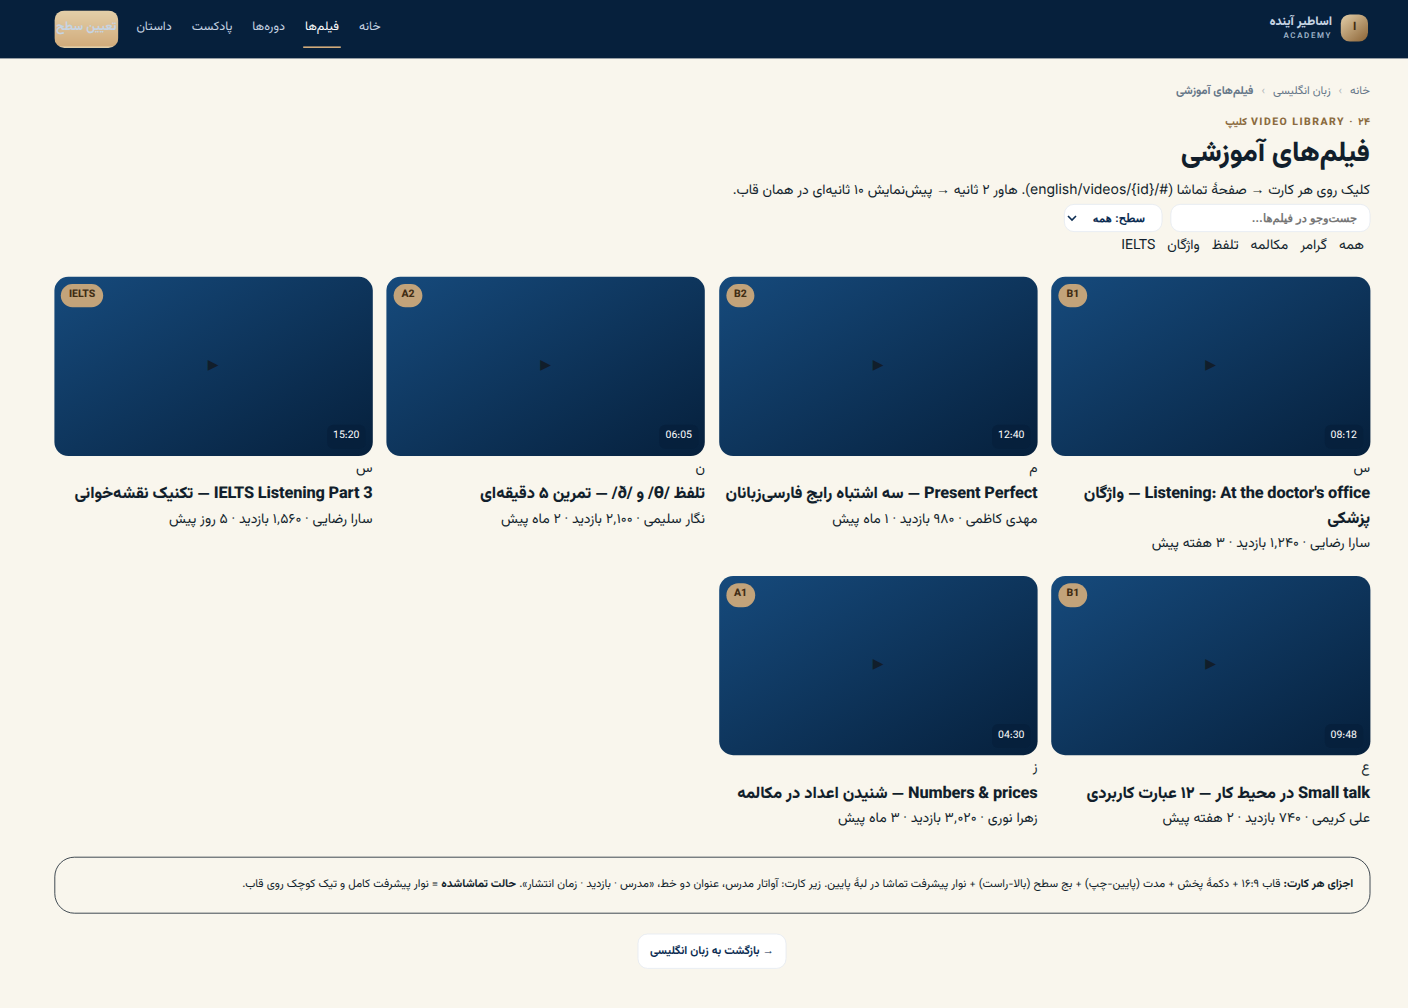 ا
اساطیر آینده
ACADEMY
خانه
فیلم‌ها
دوره‌ها
پادکست
داستان
تعیین سطح
خانه › زبان انگلیسی › فیلم‌های آموزشی
VIDEO LIBRARY · ۲۴ کلیپ
فیلم‌های آموزشی
کلیک روی هر کارت → صفحهٔ تماشا (#/english/videos/{id}). هاور ۲ ثانیه → پیش‌نمایش ۱۰ ثانیه‌ای در همان قاب.
جست‌وجو در فیلم‌ها...
سطح: همه
همه گرامر مکالمه تلفظ واژگان IELTS
B1
08:12
س
Listening: At the doctor's office — واژگان
پزشکی
سارا رضایی · ۱,۲۴۰ بازدید · ۳ هفته پیش
B2
12:40
م
Present Perfect — سه اشتباه رایج فارسی‌زبانان
مهدی کاظمی · ۹۸۰ بازدید · ۱ ماه پیش
A2
06:05
ن
تلفظ /θ/ و /ð/ — تمرین ۵ دقیقه‌ای
نگار سلیمی · ۲,۱۰۰ بازدید · ۲ ماه پیش
IELTS
15:20
س
IELTS Listening Part 3 — تکنیک نقشه‌خوانی
سارا رضایی · ۱,۵۶۰ بازدید · ۵ روز پیش
B1
09:48
ع
Small talk در محیط کار — ۱۲ عبارت کاربردی
علی کریمی · ۷۴۰ بازدید · ۲ هفته پیش
A1
04:30
ز
Numbers & prices — شنیدن اعداد در مکالمه
زهرا نوری · ۳,۰۲۰ بازدید · ۳ ماه پیش
اجزای هر کارت: قاب ۱۶:۹ + دکمهٔ پخش + مدت (پایین-چپ) + بج سطح (بالا-راست) + نوار پیشرفت تماشا در لبهٔ پایین. زیر کارت: آواتار مدرس، عنوان دو خط، «مدرس · بازدید · زمان انتشار». حالت تماشاشده = نوار پیشرفت کامل و تیک کوچک روی قاب.
→ بازگشت به زبان انگلیسی